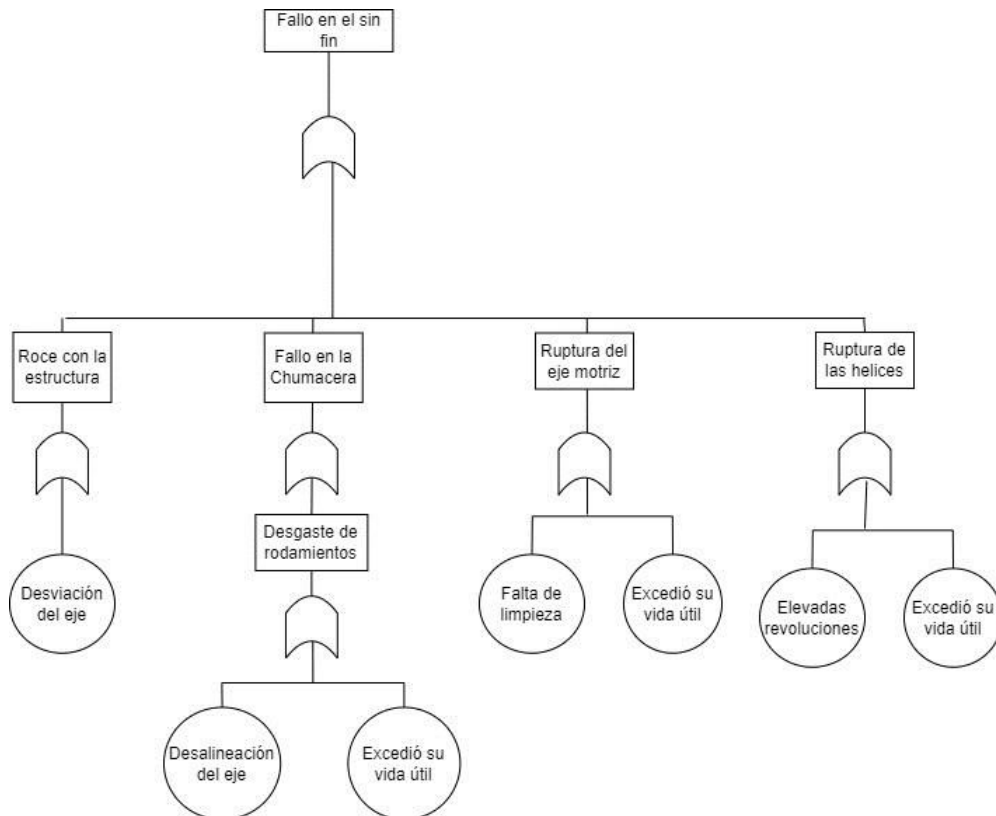 Fallo en el sin
fin
Roce con la
estructura
Fallo en la
Chumacera
Ruptura del
eje motriz
Ruptura de
las helices
Desgaste de
rodamientos
Desviación
del eje
Falta de
limpieza
Excedió su
vida útil
Elevadas
revoluciones
Excedió su
vida útil
Desalineación
del eje
Excedió su
vida útil